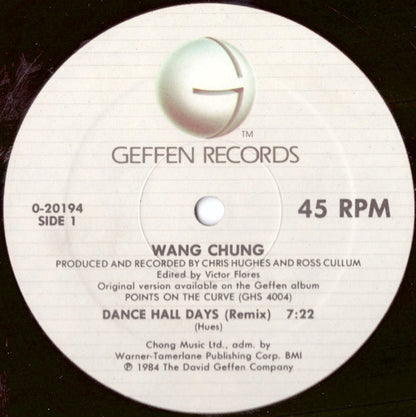 TM
GEFFEN RECORDS
0-20194
SIDE 1
45 RPM
WANG CHUNG
PRODUCED AND RECORDED BY CHRIS HUGHES AND ROSS CULLUM
Edited by Victor Flores
Original version available on the Geffen album
POINTS ON THE CURVE (GHS 4004)
DANCE HALL DAYS (Remix) 7:22
(Hues)
Chong Music Ltd., adm. by
Warner-Tamerlane Publishing Corp. BMI
℗ 1984 The David Geffen Company